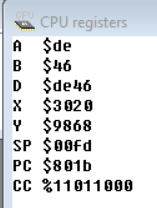 CPU registers
A $de
B $46
D $de46
X $3020
Y $9868
SP $00fd
PC $801b
CC %11011000